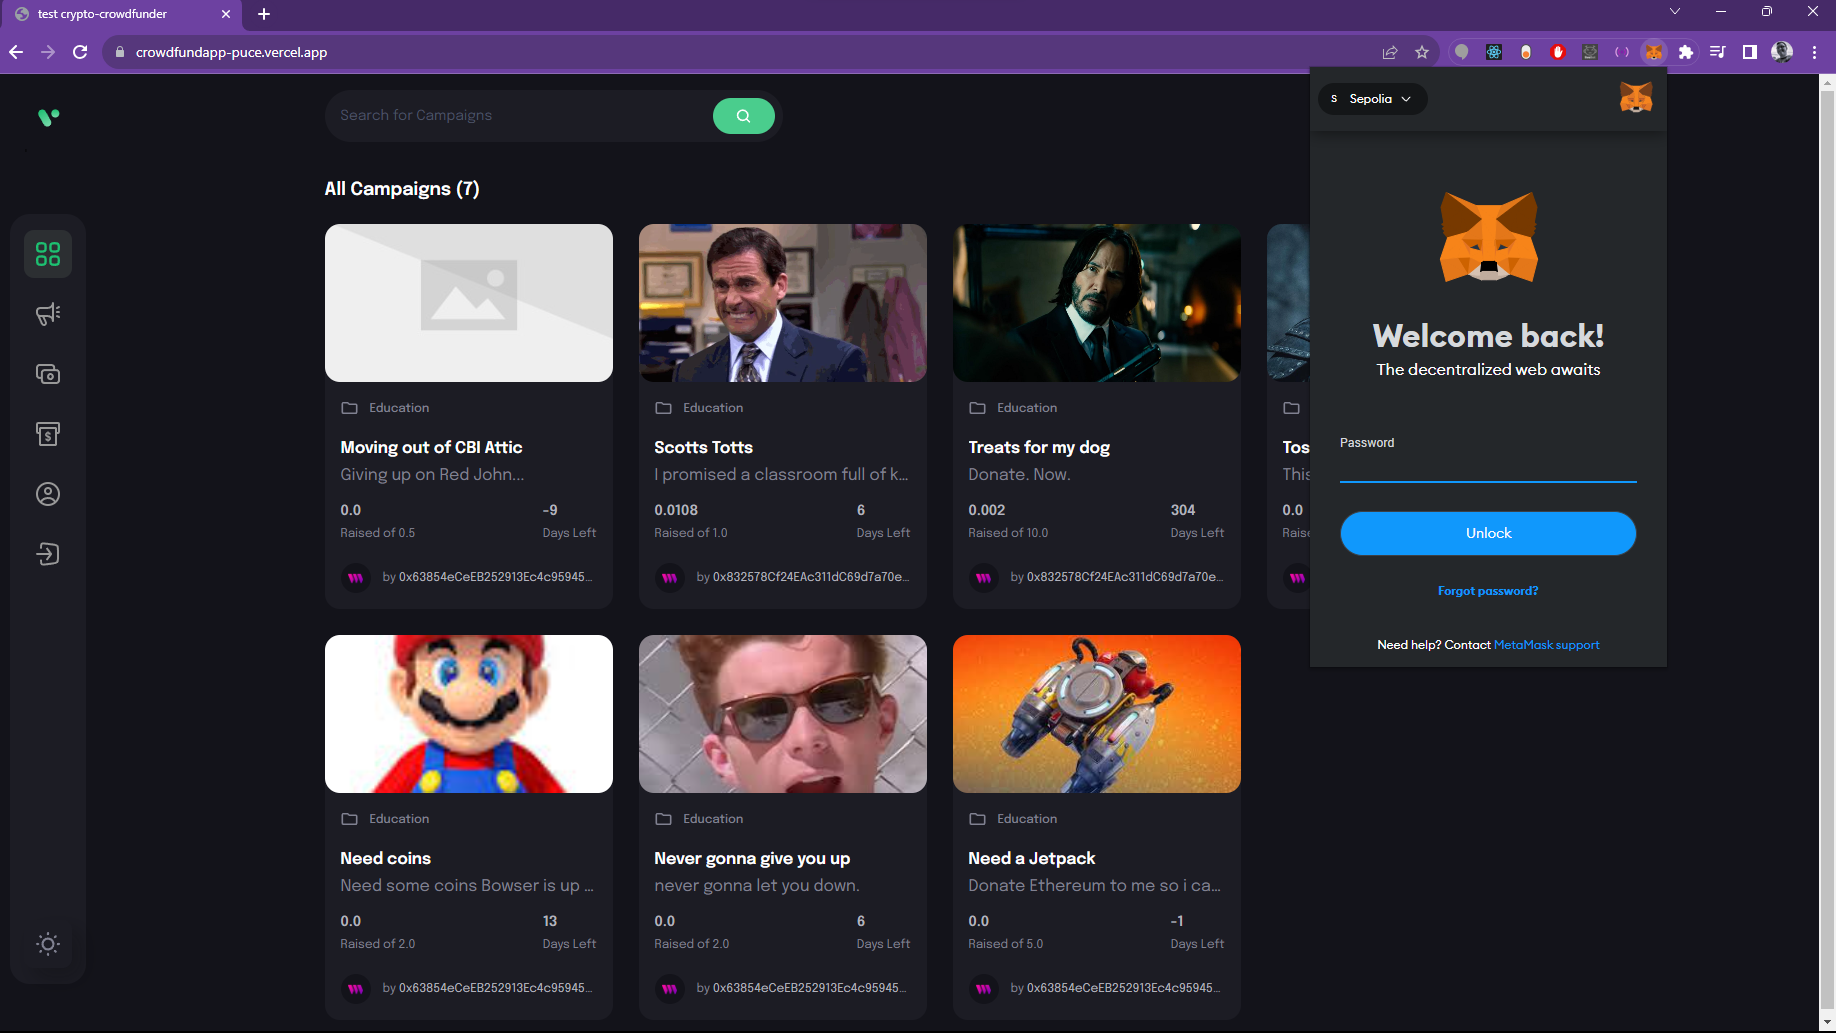 test crypto-crowdfunder
crowdfundapp-puce.vercel.app
Search for Campaigns
All Campaigns (7)
Education
Moving out of CBI Attic
Giving up on Red John...
0.0 -9
Raised of 0.5 Days Left
by 0x63854eCeEB252913Ec4c95945...
Education
Scotts Totts
I promised a classroom full of k...
0.0108 6
Raised of 1.0 Days Left
by 0x832578Cf24EAc311dC69d7a70e...
Education
Treats for my dog
Donate. Now.
0.002 304
Raised of 10.0 Days Left
by 0x832578Cf24EAc311dC69d7a70e...
Tos
This
0.0
Raise
Education
Need coins
Need some coins Bowser is up ...
0.0 13
Raised of 2.0 Days Left
by 0x63854eCeEB252913Ec4c95945...
Education
Never gonna give you up
never gonna let you down.
0.0 6
Raised of 2.0 Days Left
by 0x63854eCeEB252913Ec4c95945...
Education
Need a Jetpack
Donate Ethereum to me so i ca...
0.0 -1
Raised of 5.0 Days Left
by 0x63854eCeEB252913Ec4c95945...
S Sepolia
Welcome back!
The decentralized web awaits
Password
Unlock
Forgot password?
Need help? Contact MetaMask support